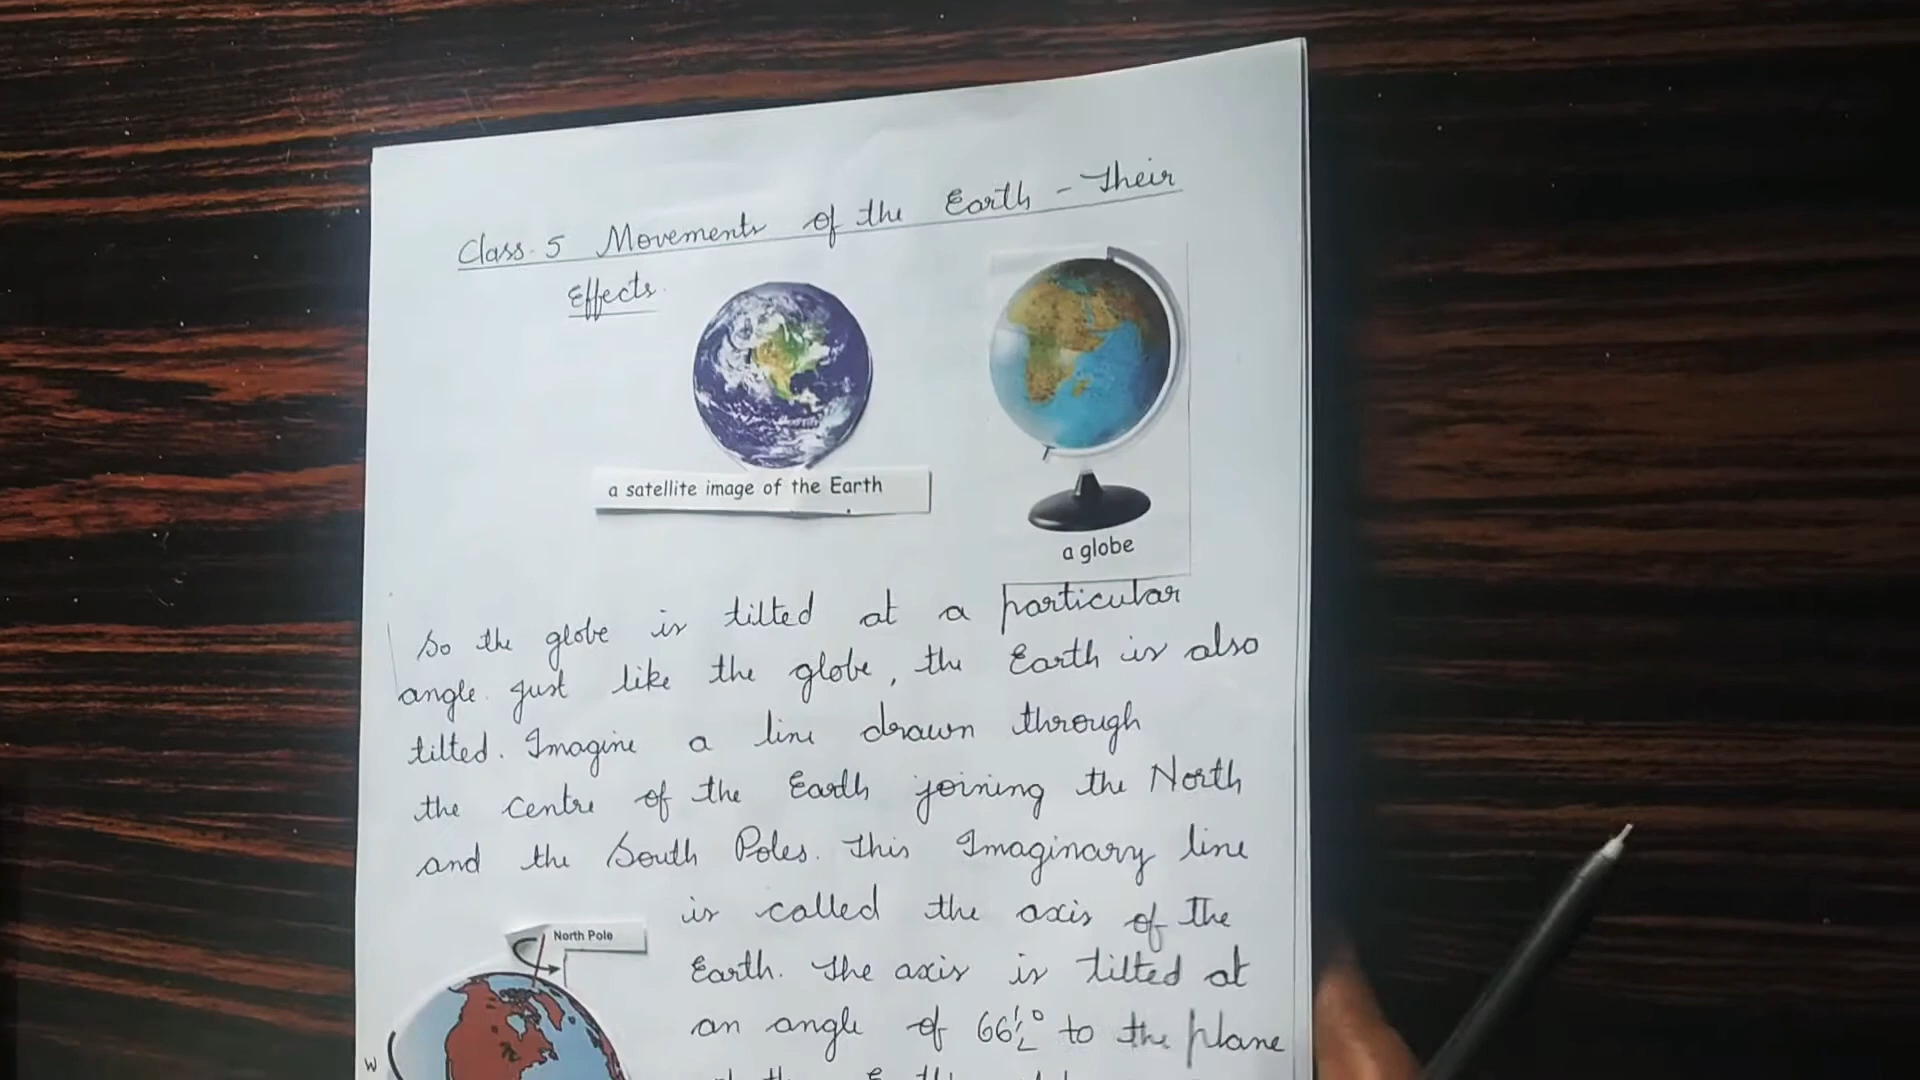 Class-5 Movements of the Earth - Their
Effects.
a satellite image of the Earth
a globe
So the globe is tilted at a particular
angle. Just like the globe, the Earth is also
tilted. Imagine a line drawn through
the centre of the Earth joining the North
and the South Poles. This Imaginary line
is called the axis of the
Earth. The axis is tilted at
an angle of 66½° to the plane
North Pole
W